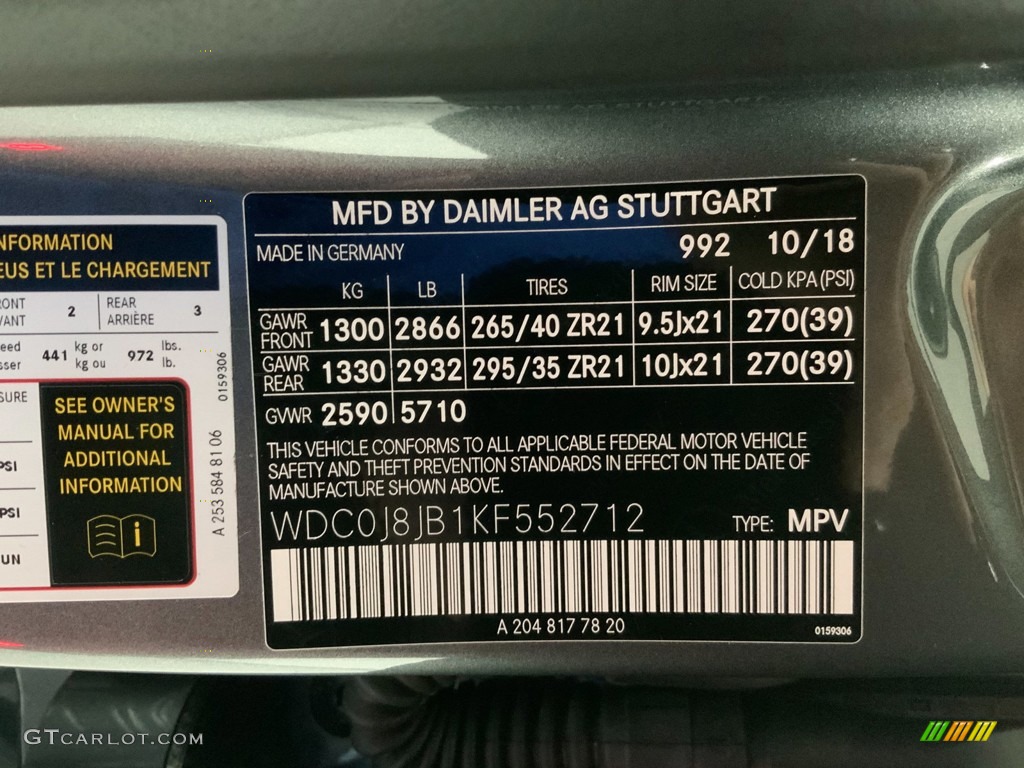 NFORMATION
EUS ET LE CHARGEMENT
RONT
VANT
2
REAR
ARRIÈRE
3
eed
sser
441
kg or
kg ou
972
lbs.
lb.
SURE
PSI
PSI
UN
SEE OWNER'S
MANUAL FOR
ADDITIONAL
INFORMATION
i
0159306
A 253 584 81 06
MFD BY DAIMLER AG STUTTGART
MADE IN GERMANY 992 10/18
KG LB TIRES RIM SIZE COLD KPA (PSI)
GAWR
FRONT 1300 2866 265/40 ZR21 9.5Jx21 270(39)
GAWR
REAR 1330 2932 295/35 ZR21 10Jx21 270(39)
GVWR 2590 5710
THIS VEHICLE CONFORMS TO ALL APPLICABLE FEDERAL MOTOR VEHICLE
SAFETY AND THEFT PREVENTION STANDARDS IN EFFECT ON THE DATE OF
MANUFACTURE SHOWN ABOVE.
WDC0J8JB1KF552712 TYPE: MPV
A 204 817 78 20
0159306
GTCARLOT.COM